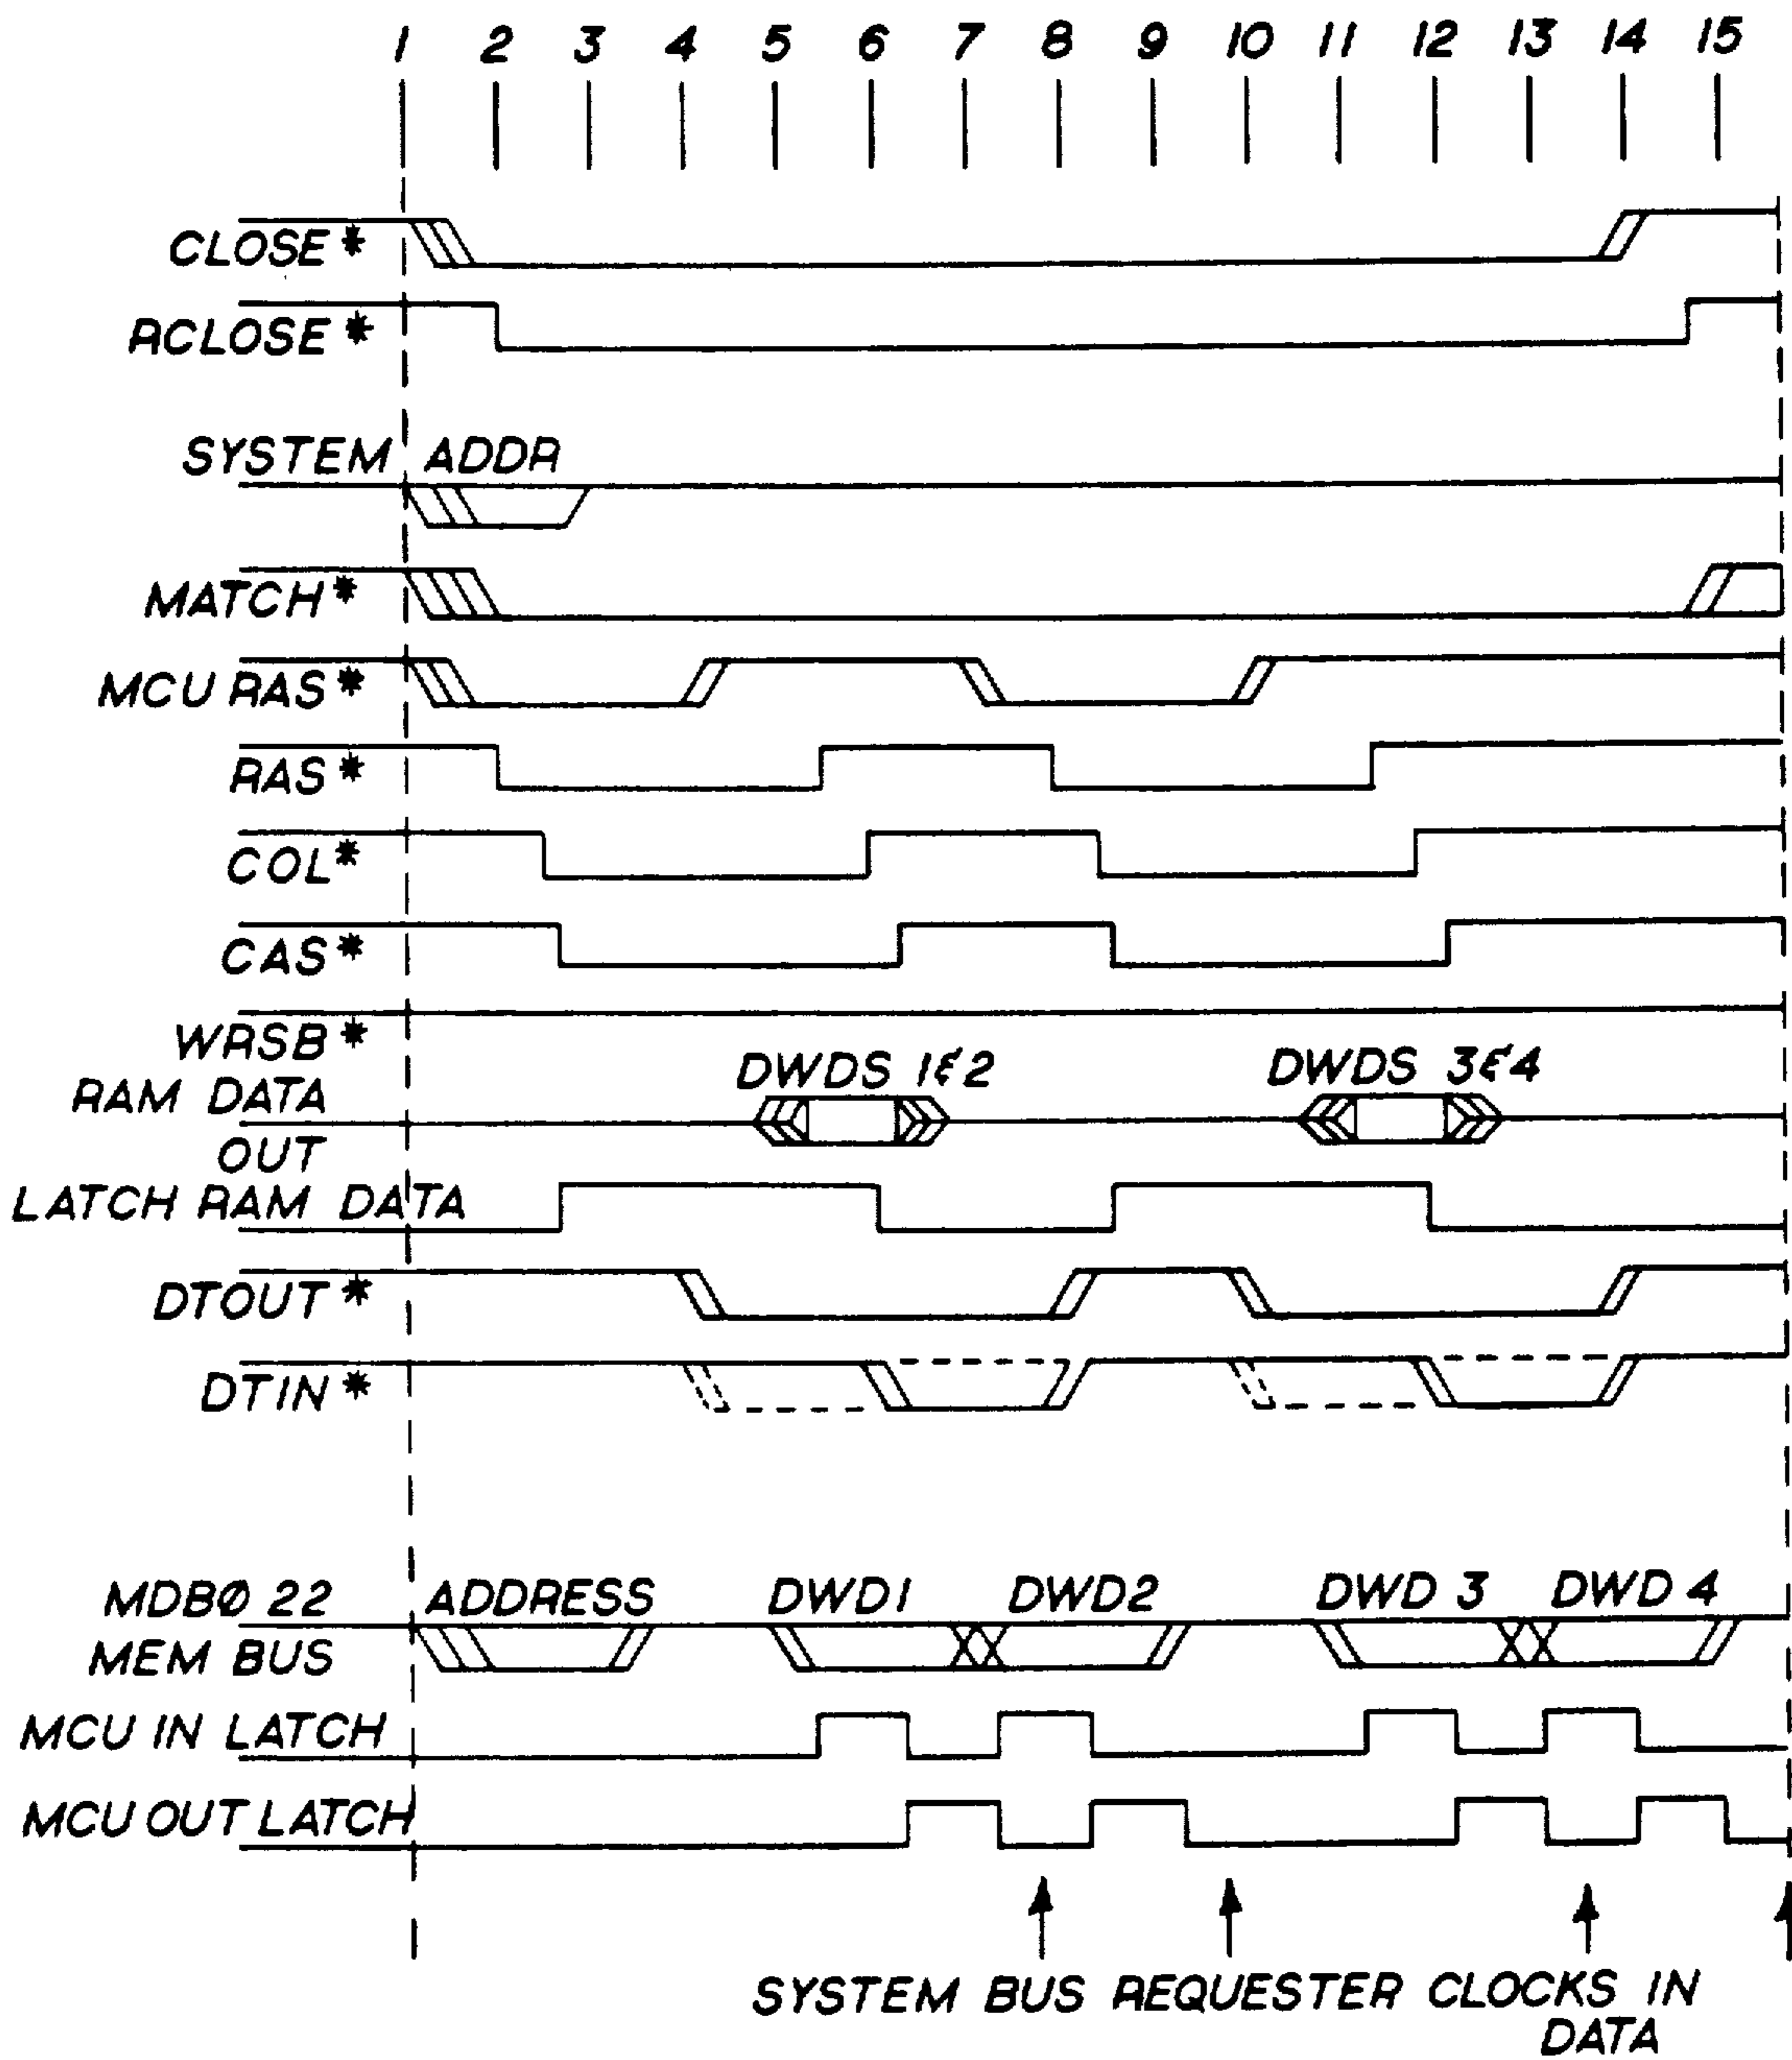 1 2 3 4 5 6 7 8 9 10 11 12 13 14 15
CLOSE*
RCLOSE*
SYSTEM ADDR
MATCH*
MCU RAS*
RAS*
COL*
CAS*
WRSB*
DWDS 1&2 DWDS 3&4
RAM DATA
OUT
LATCH RAM DATA
DTOUT*
DTIN*
MDBØ 22 ADDRESS DWD1 DWD2 DWD 3 DWD 4
MEM BUS
MCU IN LATCH
MCU OUT LATCH
SYSTEM BUS REQUESTER CLOCKS IN
DATA